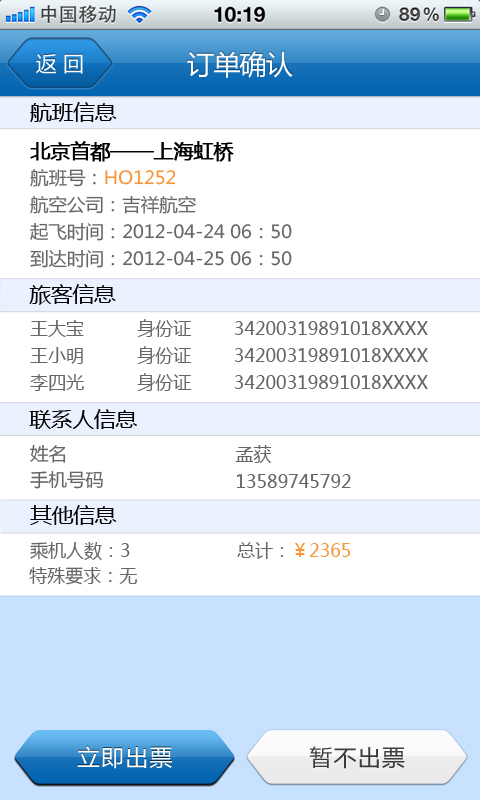 中国移动 10:19 89%
返回 订单确认
航班信息
北京首都——上海虹桥
航班号：HO1252
航空公司：吉祥航空
起飞时间：2012-04-24 06：50
到达时间：2012-04-25 06：50
旅客信息
王大宝 身份证 34200319891018XXXX
王小明 身份证 34200319891018XXXX
李四光 身份证 34200319891018XXXX
联系人信息
姓名 孟获
手机号码 13589745792
其他信息
乘机人数：3 总计：￥2365
特殊要求：无
立即出票 暂不出票